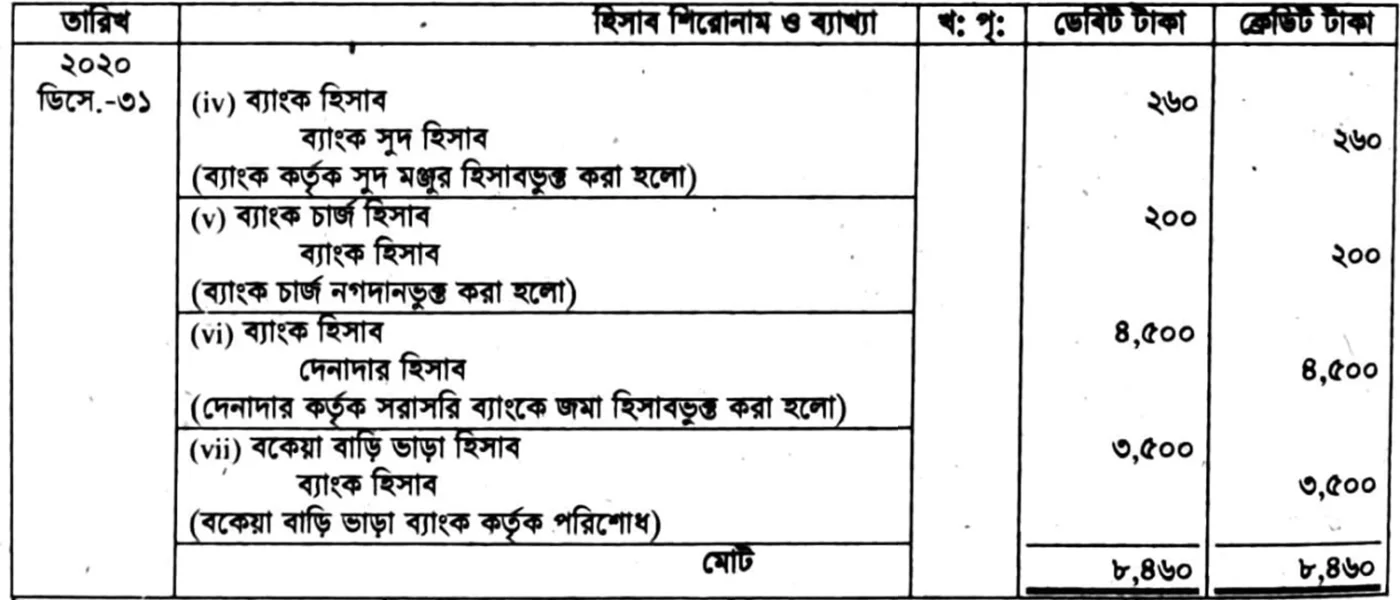 তারিখ হিসাব শিরোনাম ও ব্যাখ্যা খ: পৃ: ডেবিট টাকা ক্রেডিট টাকা
২০২০
ডিসে.-৩১ (iv) ব্যাংক হিসাব ২৬০
ব্যাংক সুদ হিসাব ২৬০
(ব্যাংক কর্তৃক সুদ মঞ্জুর হিসাবভুক্ত করা হলো)
(v) ব্যাংক চার্জ হিসাব ২০০
ব্যাংক হিসাব ২০০
(ব্যাংক চার্জ নগদানভুক্ত করা হলো)
(vi) ব্যাংক হিসাব ৪,৫০০
দেনাদার হিসাব ৪,৫০০
(দেনাদার কর্তৃক সরাসরি ব্যাংকে জমা হিসাবভুক্ত করা হলো)
(vii) বকেয়া বাড়ি ভাড়া হিসাব ৩,৫০০
ব্যাংক হিসাব ৩,৫০০
(বকেয়া বাড়ি ভাড়া ব্যাংক কর্তৃক পরিশোধ)
মোট ৮,৪৬০ ৮,৪৬০